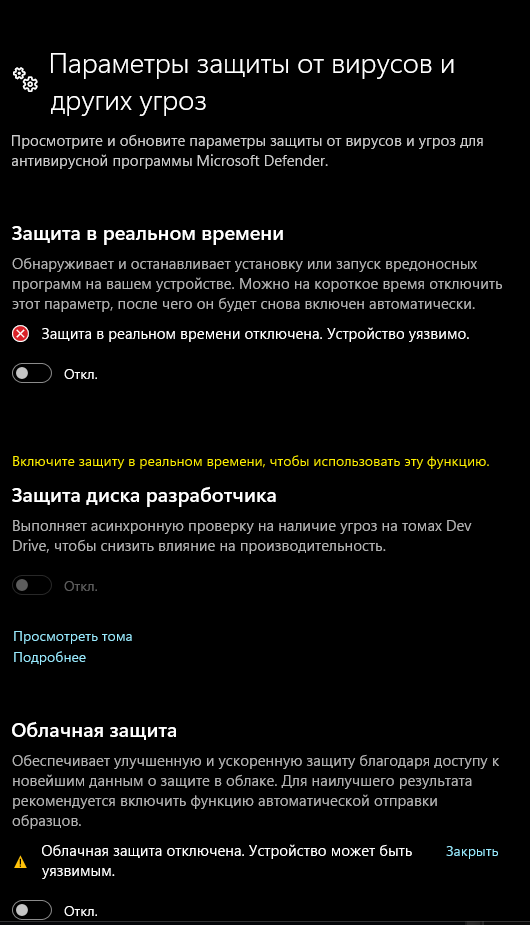 Параметры защиты от вирусов и
других угроз
Просмотрите и обновите параметры защиты от вирусов и угроз для
антивирусной программы Microsoft Defender.
Защита в реальном времени
Обнаруживает и останавливает установку или запуск вредоносных
программ на вашем устройстве. Можно на короткое время отключить
этот параметр, после чего он будет снова включен автоматически.
Защита в реальном времени отключена. Устройство уязвимо.
Откл.
Включите защиту в реальном времени, чтобы использовать эту функцию.
Защита диска разработчика
Выполняет асинхронную проверку на наличие угроз на томах Dev
Drive, чтобы снизить влияние на производительность.
Откл.
Просмотреть тома
Подробнее
Облачная защита
Обеспечивает улучшенную и ускоренную защиту благодаря доступу к
новейшим данным о защите в облаке. Для наилучшего результата
рекомендуется включить функцию автоматической отправки
образцов.
Облачная защита отключена. Устройство может быть Закрыть
уязвимым.
Откл.